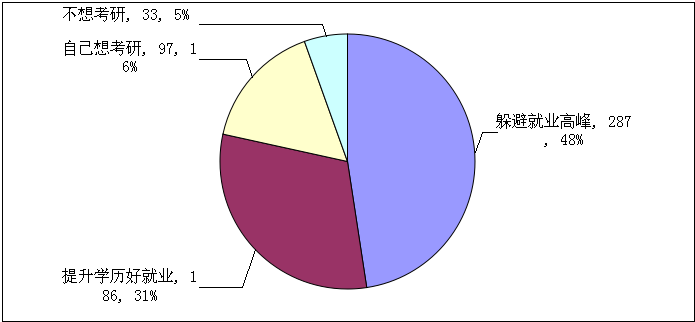 不想考研, 33, 5%
自己想考研, 97, 1
6%
躲避就业高峰, 287
, 48%
提升学历好就业, 1
86, 31%